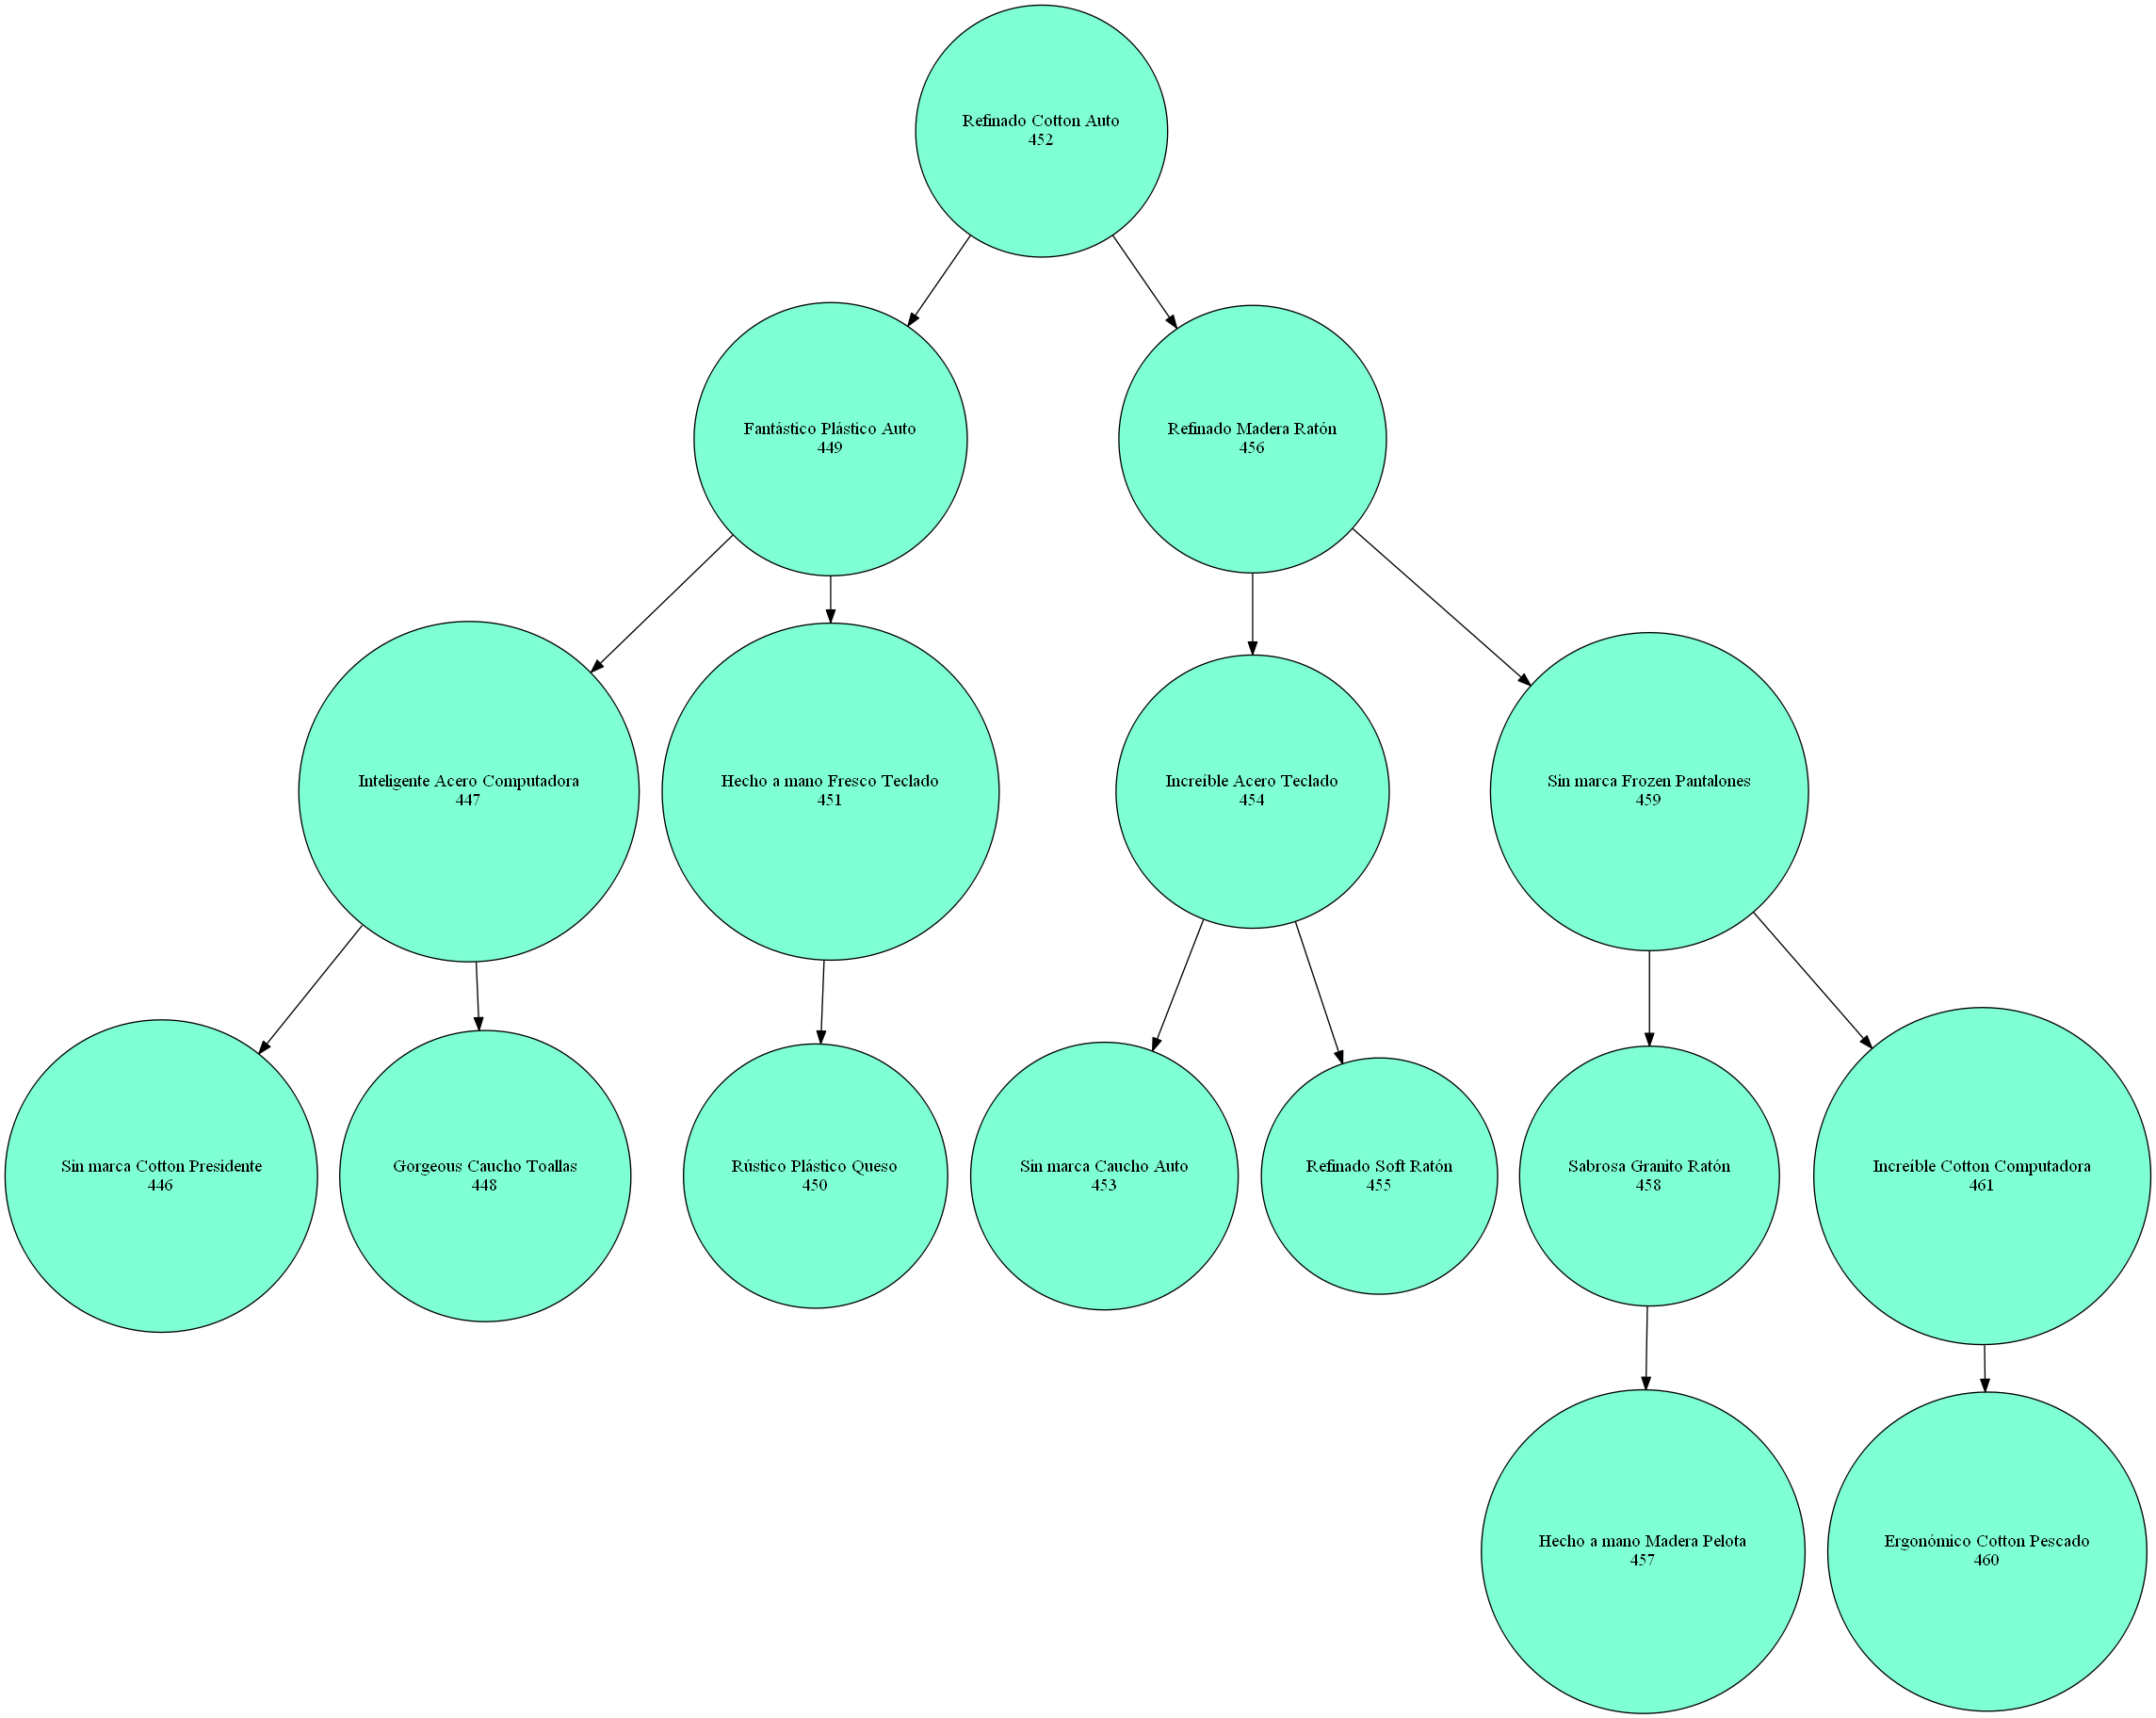 Refinado Cotton Auto
452
Fantástico Plástico Auto
449
Refinado Madera Ratón
456
Inteligente Acero Computadora
447
Hecho a mano Fresco Teclado
451
Increíble Acero Teclado
454
Sin marca Frozen Pantalones
459
Sin marca Cotton Presidente
446
Gorgeous Caucho Toallas
448
Rústico Plástico Queso
450
Sin marca Caucho Auto
453
Refinado Soft Ratón
455
Sabrosa Granito Ratón
458
Increíble Cotton Computadora
461
Hecho a mano Madera Pelota
457
Ergonómico Cotton Pescado
460